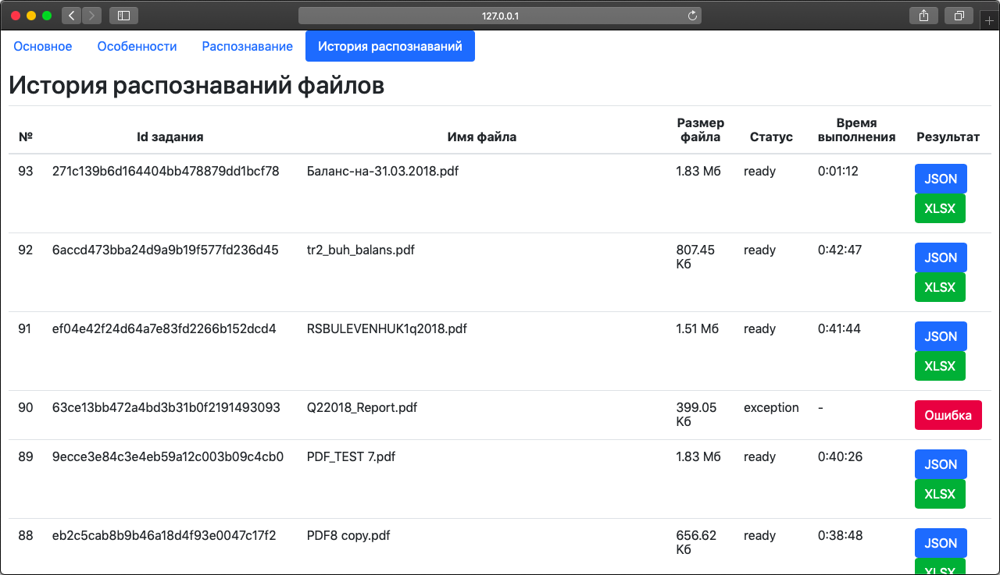 127.0.0.1
Основное Особенности Распознавание История распознаваний
История распознаваний файлов
№ Id задания Имя файла Размер файла Статус Время выполнения Результат
93 271c139b6d164404bb478879dd1bcf78 Баланс-на-31.03.2018.pdf 1.83 Мб ready 0:01:12 JSON
XLSX
92 6accd473bba24d9a9b19f577fd236d45 tr2_buh_balans.pdf 807.45 Кб ready 0:42:47 JSON
XLSX
91 ef04e42f24d64a7e83fd2266b152dcd4 RSBULEVENHUK1q2018.pdf 1.51 Мб ready 0:41:44 JSON
XLSX
90 63ce13bb472a4bd3b31b0f2191493093 Q22018_Report.pdf 399.05 Кб exception - Ошибка
89 9ecce3e84c3e4eb59a12c003b09c4cb0 PDF_TEST 7.pdf 1.83 Мб ready 0:40:26 JSON
XLSX
88 eb2c5cab8b9b46a18d4f93e0047c17f2 PDF8 copy.pdf 656.62 Кб ready 0:38:48 JSON
XLSX